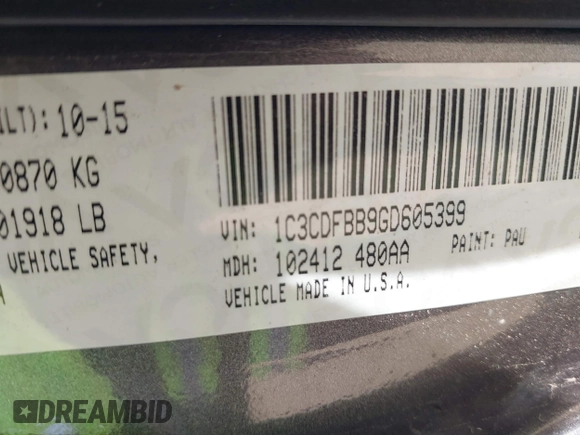 ILT): 10-15
0870 KG
01918 LB
VEHICLE SAFETY,
VIN: 1C3CDFBB9GD605399
MDH: 102412 480AA PAINT: PAU
VEHICLE MADE IN U.S.A.
DREAMBID